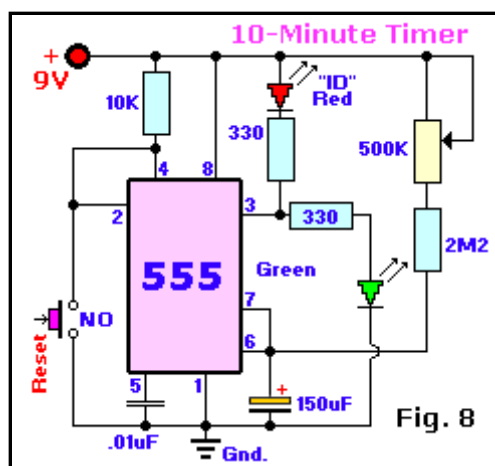 10-Minute Timer
+
9V
"ID"
Red
10K
330
500K
4
8
2
3
330
2M2
555
Green
7
NO
6
Reset
5
1
+
150uF
Fig. 8
.01uF
Gnd.